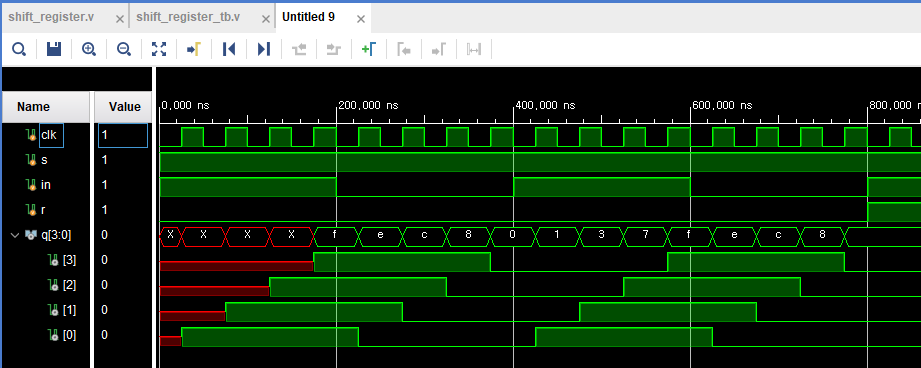 shift_register.v × shift_register_tb.v × Untitled 9 ×
Name Value
0,000 ns 200,000 ns 400,000 ns 600,000 ns 800,000
clk 1
s 1
in 1
r 1
q[3:0] 0 X X X X f e c 8 0 1 3 7 f e c 8
[3] 0
[2] 0
[1] 0
[0] 0